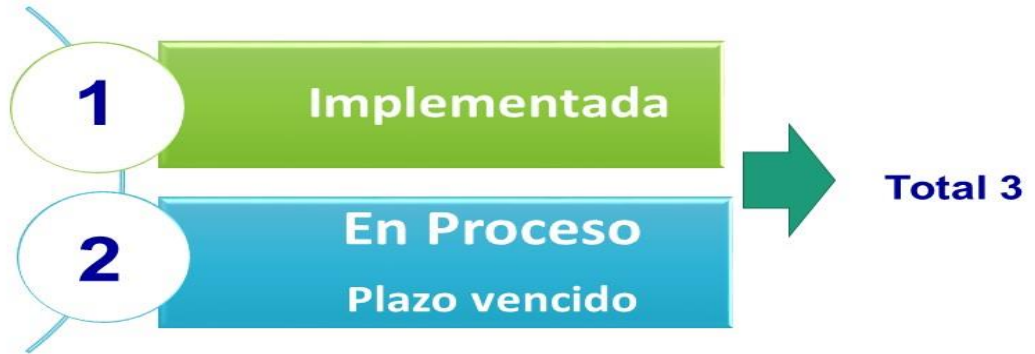 1
Implementada
2
En Proceso
Plazo vencido
Total 3